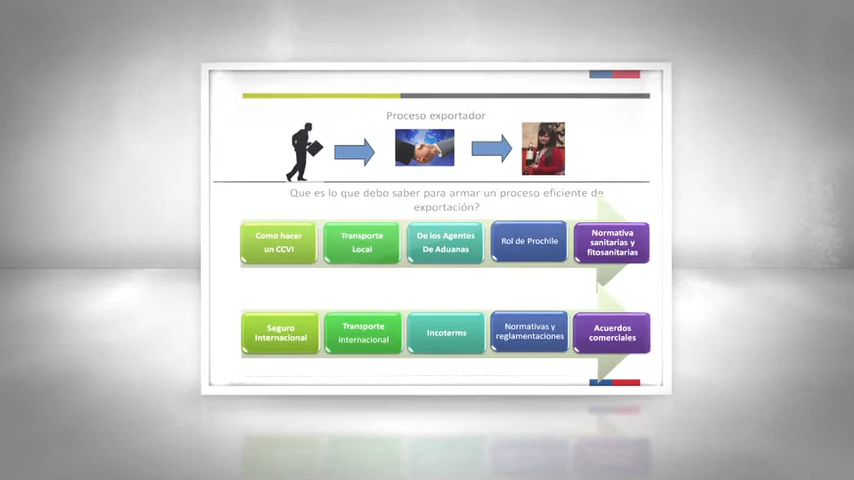 Proceso exportador
Que es lo que debo saber para armar un proceso eficiente de
exportación?
Como hacer
un CCVI
Transporte
Local
De los Agentes
De Aduanas
Rol de Prochile
Normativa
sanitarias y
fitosanitarias
Seguro
Internacional
Transporte
internacional
Incoterms
Normativas y
reglamentaciones
Acuerdos
comerciales